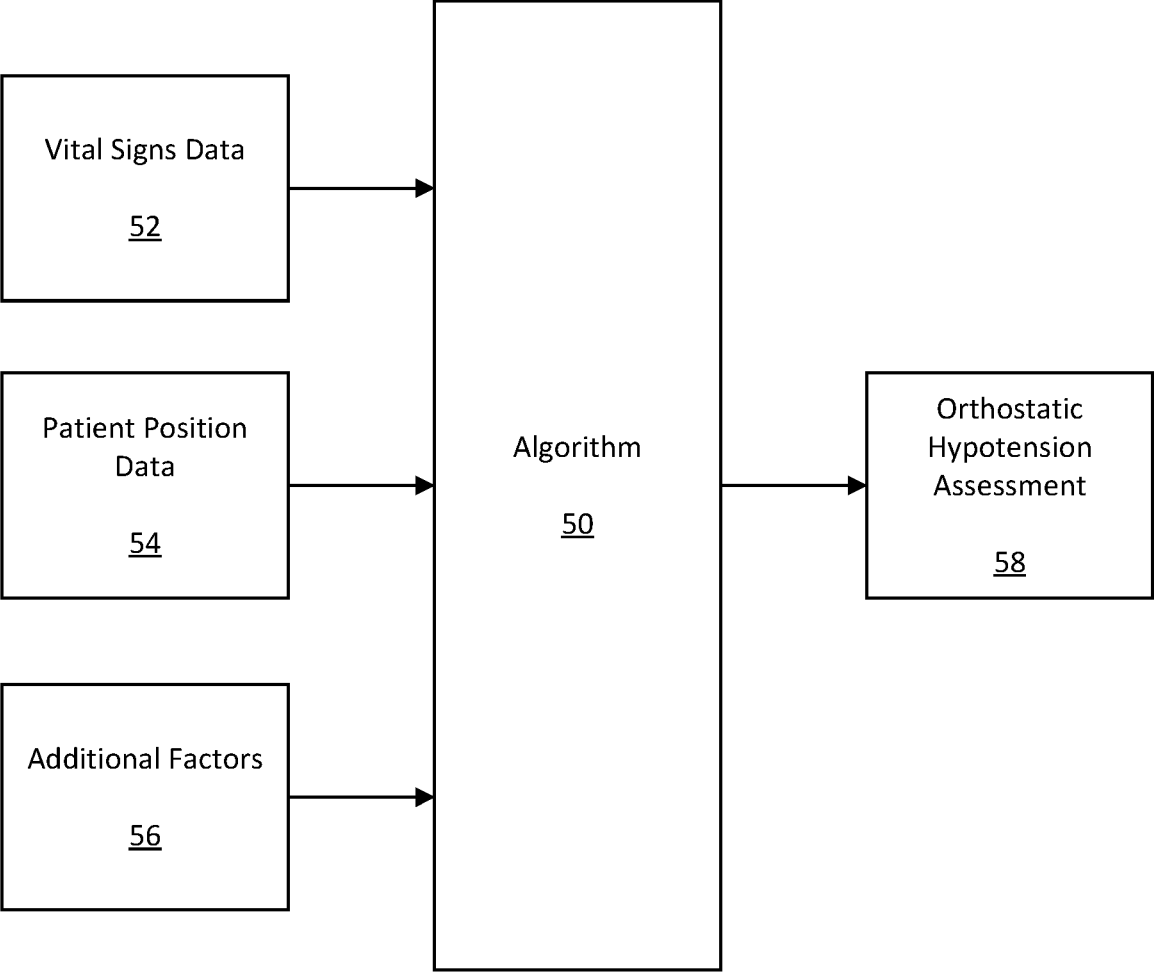 Vital Signs Data
52
Patient Position
Data
54
Additional Factors
56
Algorithm
50
Orthostatic
Hypotension
Assessment
58